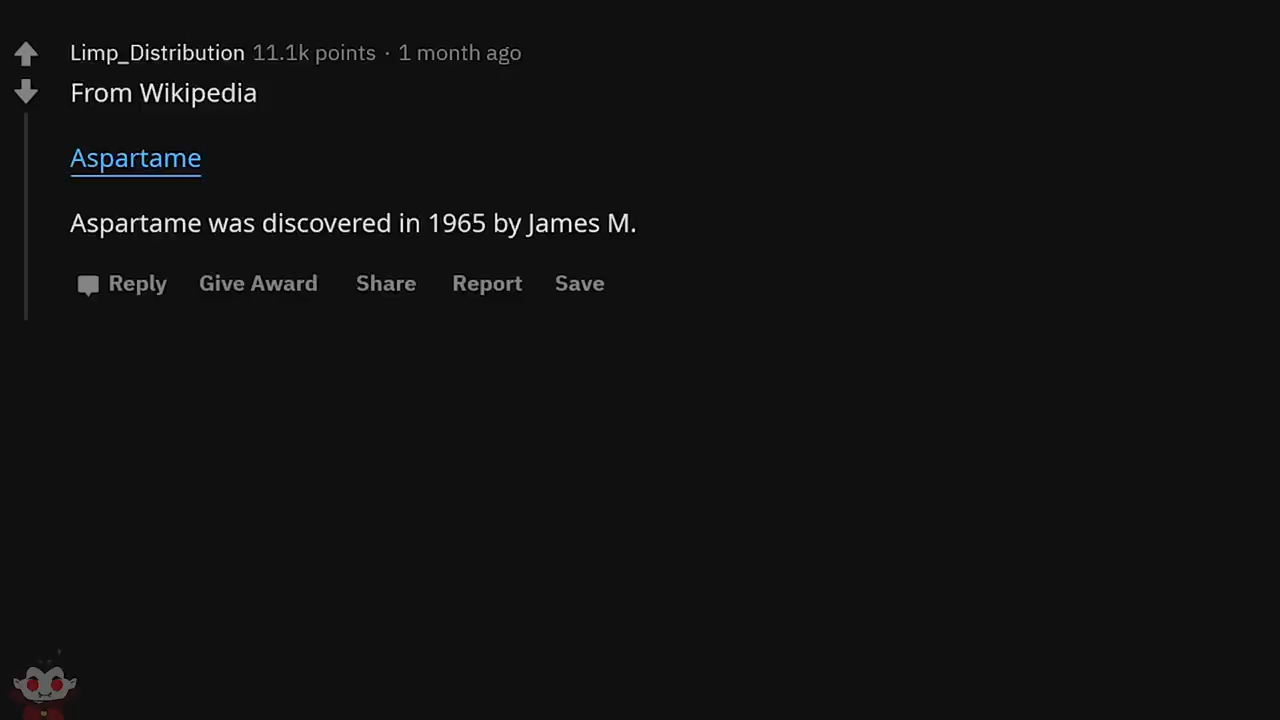 Limp_Distribution 11.1k points · 1 month ago
From Wikipedia
Aspartame
Aspartame was discovered in 1965 by James M.
Reply Give Award Share Report Save